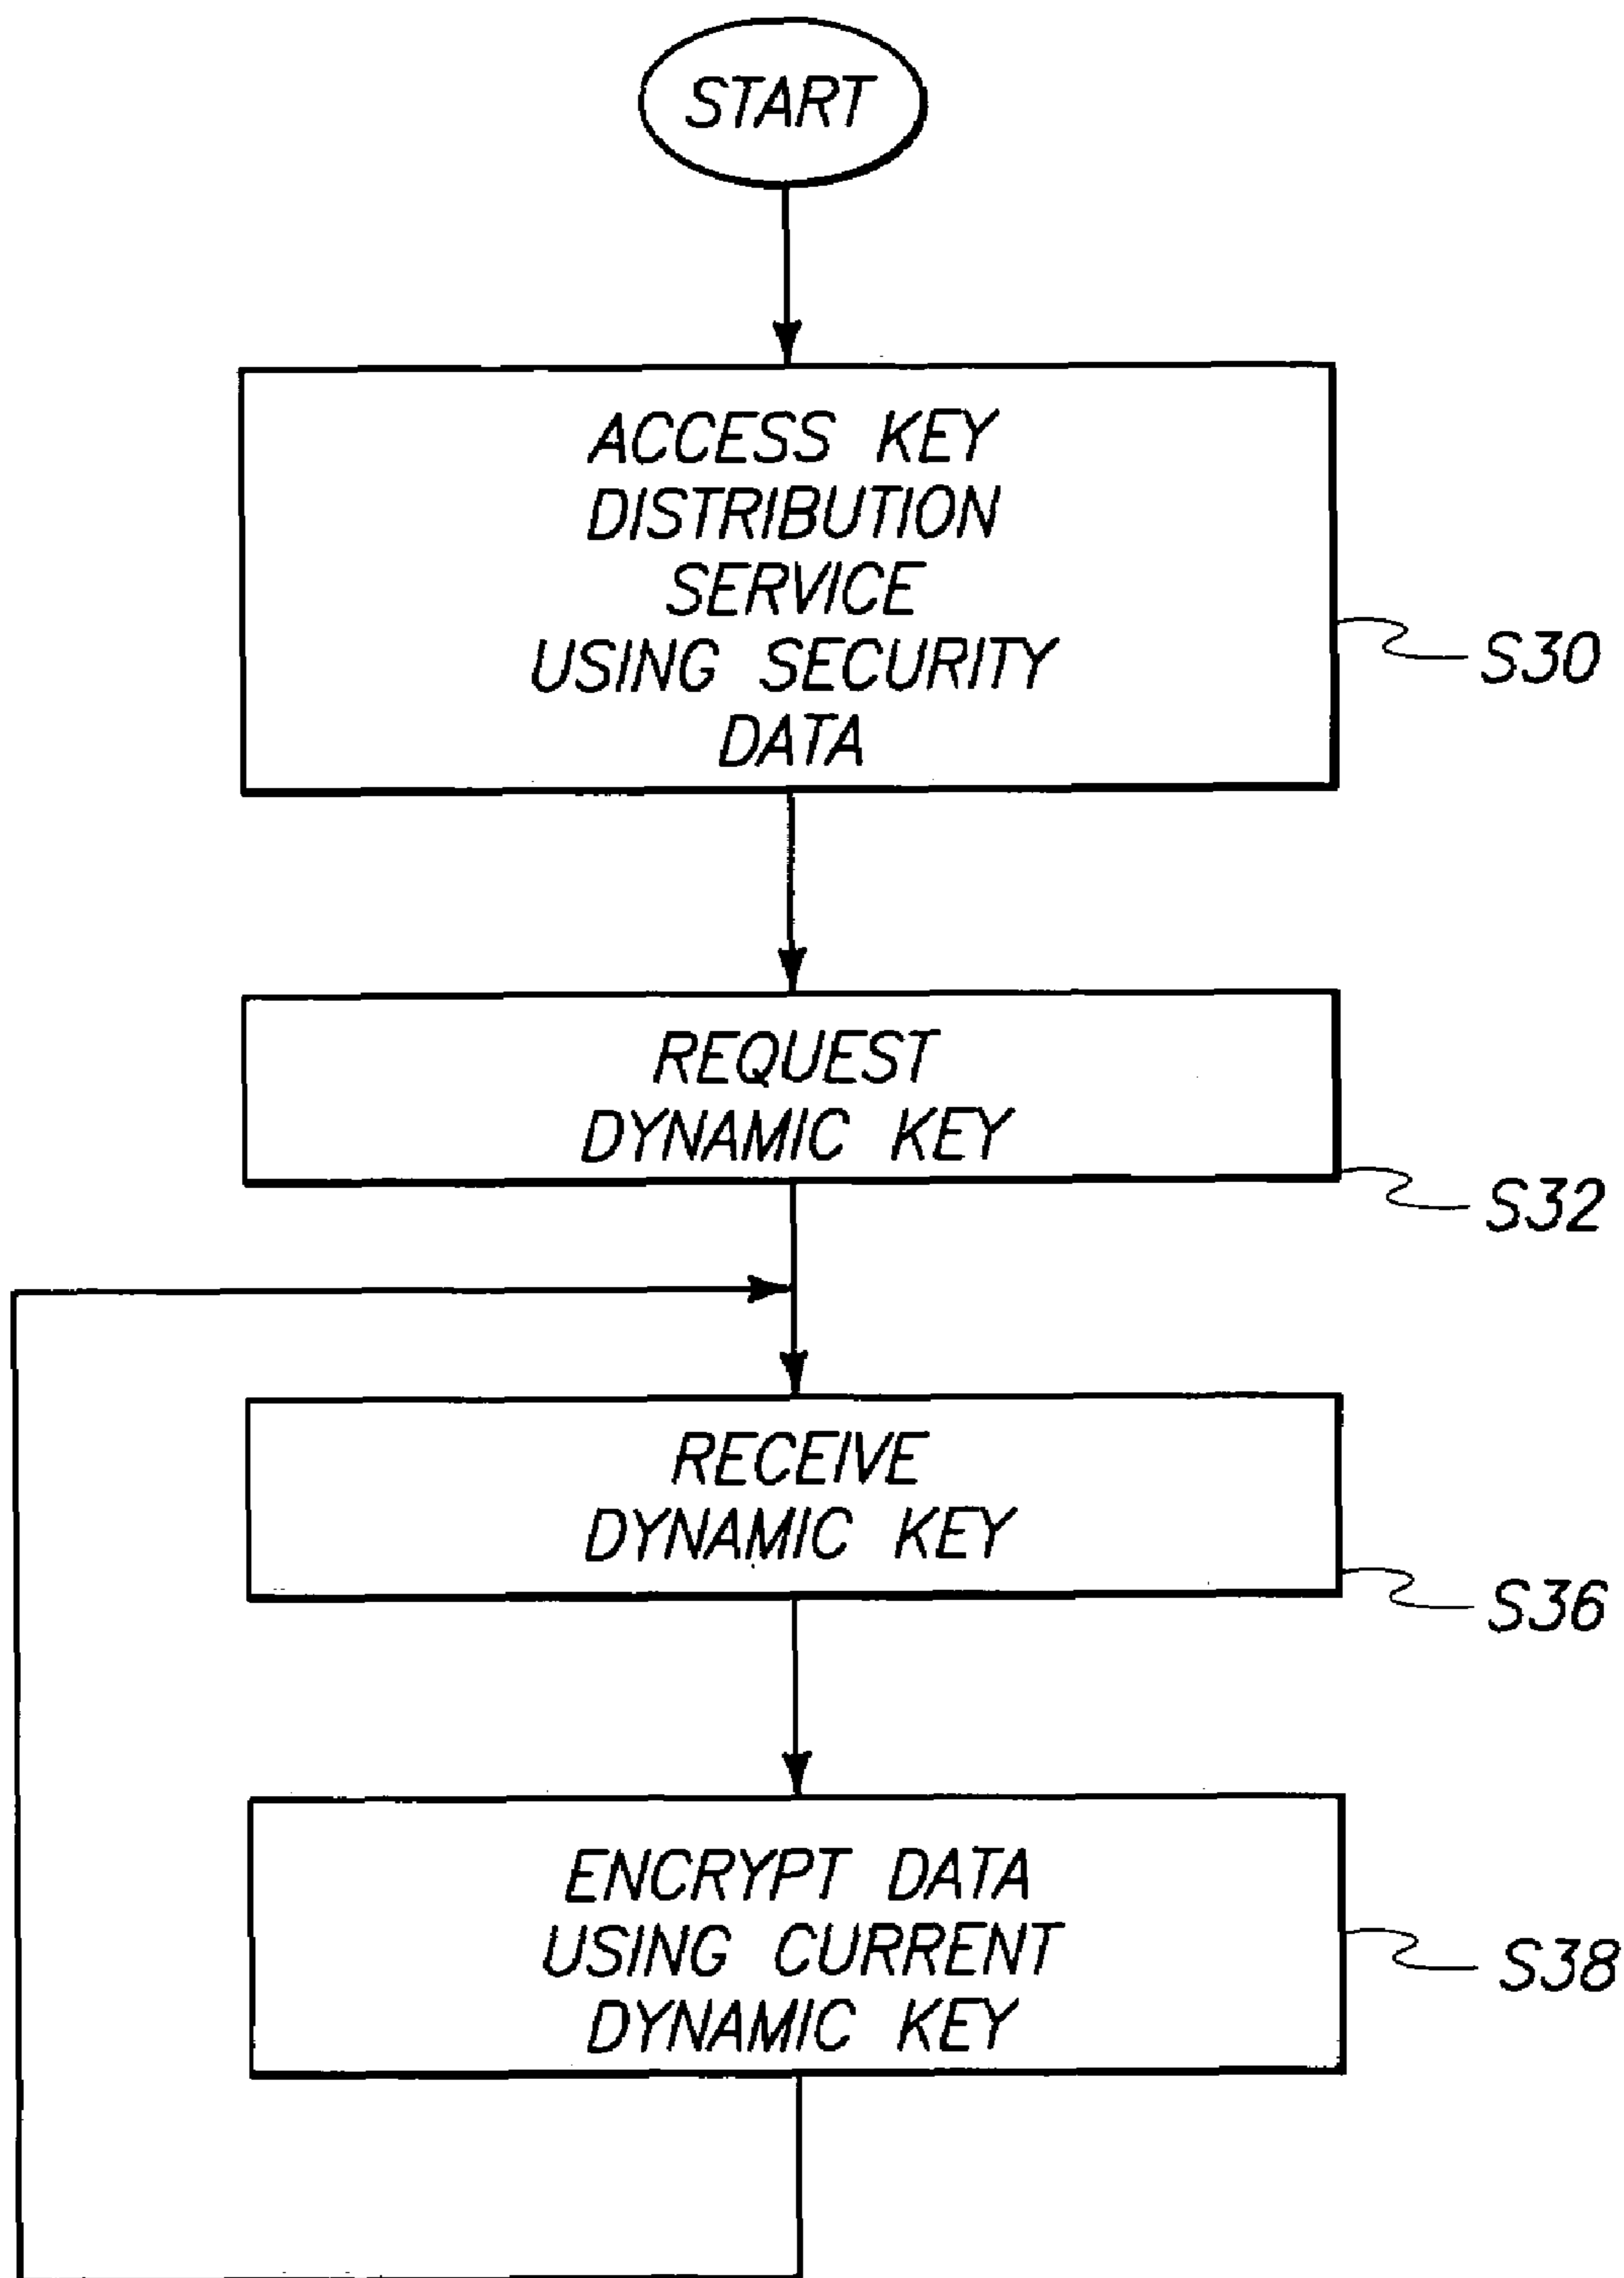 START
ACCESS KEY
DISTRIBUTION
SERVICE
USING SECURITY
DATA
S30
REQUEST
DYNAMIC KEY
S32
RECEIVE
DYNAMIC KEY
S36
ENCRYPT DATA
USING CURRENT
DYNAMIC KEY
S38